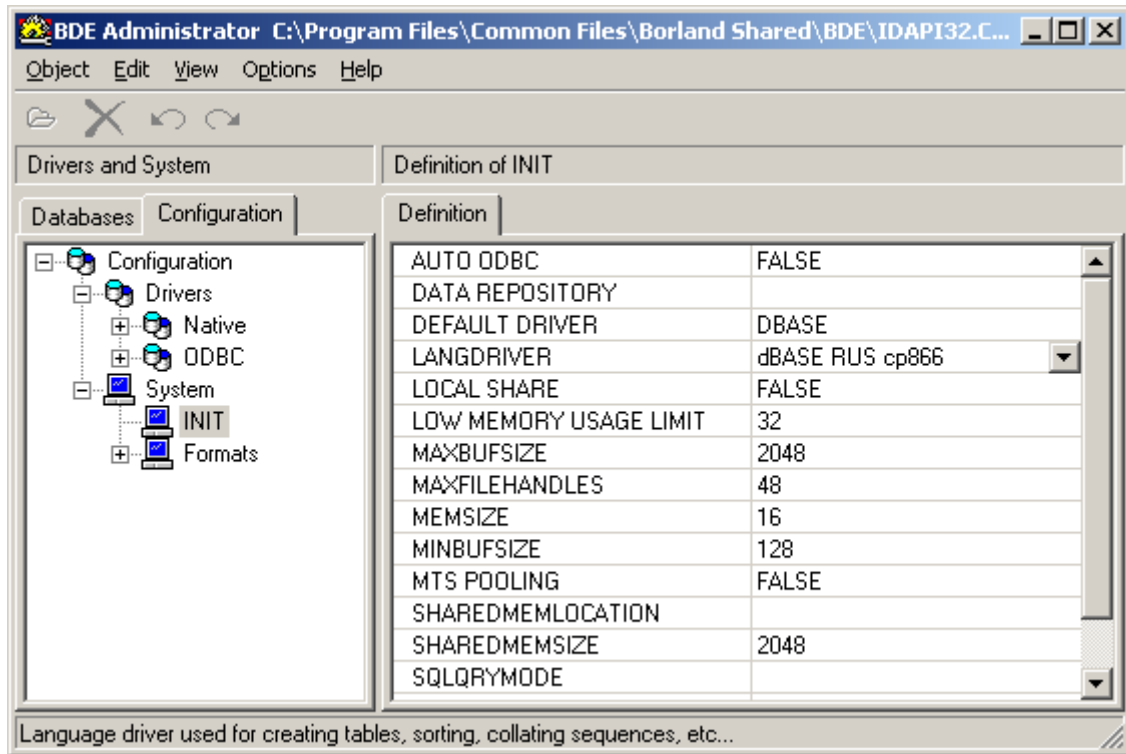 BDE Administrator C:\Program Files\Common Files\Borland Shared\BDE\IDAPI32.C...
Object Edit View Options Help
Drivers and System
Definition of INIT
Databases Configuration
Definition
Configuration
Drivers
Native
ODBC
System
INIT
Formats
AUTO ODBC FALSE
DATA REPOSITORY
DEFAULT DRIVER DBASE
LANGDRIVER dBASE RUS cp866
LOCAL SHARE FALSE
LOW MEMORY USAGE LIMIT 32
MAXBUFSIZE 2048
MAXFILEHANDLES 48
MEMSIZE 16
MINBUFSIZE 128
MTS POOLING FALSE
SHAREDMEMLOCATION
SHAREDMEMSIZE 2048
SQLQRYMODE
Language driver used for creating tables, sorting, collating sequences, etc...